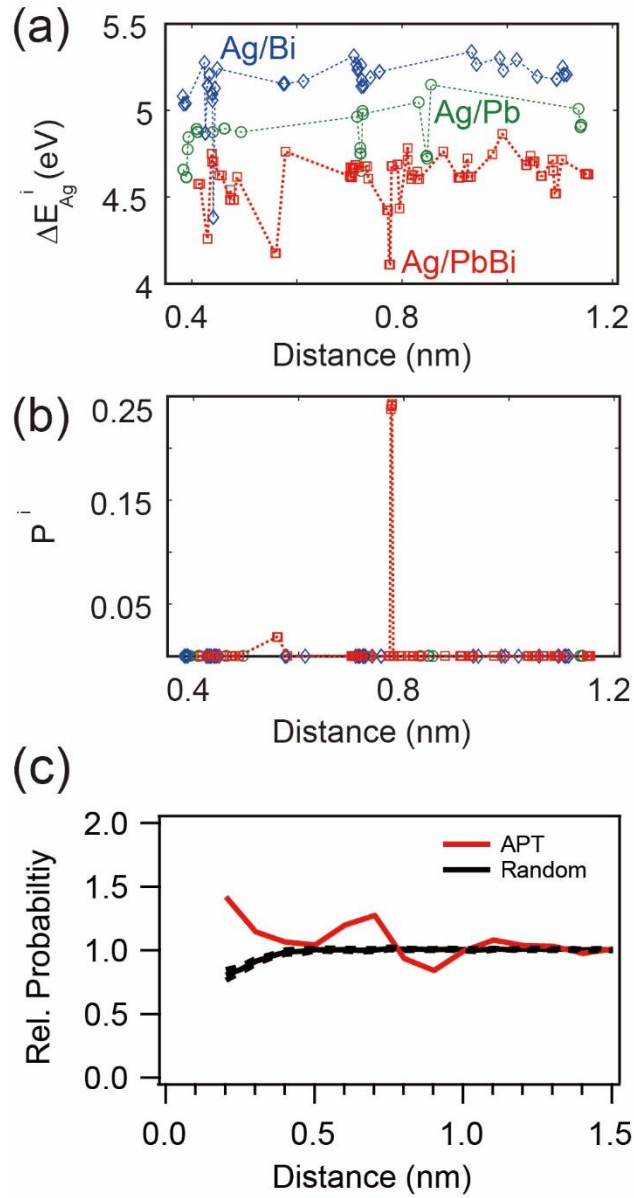 (a)
5.5
5
4.5
4
ΔE_Ag^i (eV)
Ag/Bi
Ag/Pb
Ag/PbBi
0.4 0.8 1.2
Distance (nm)
(b)
0.25
0.15
0.05
P^i
0.4 0.8 1.2
Distance (nm)
(c)
2.0
1.5
1.0
0.5
0.0
Rel. Probabiltiy
APT
Random
0.0 0.5 1.0 1.5
Distance (nm)